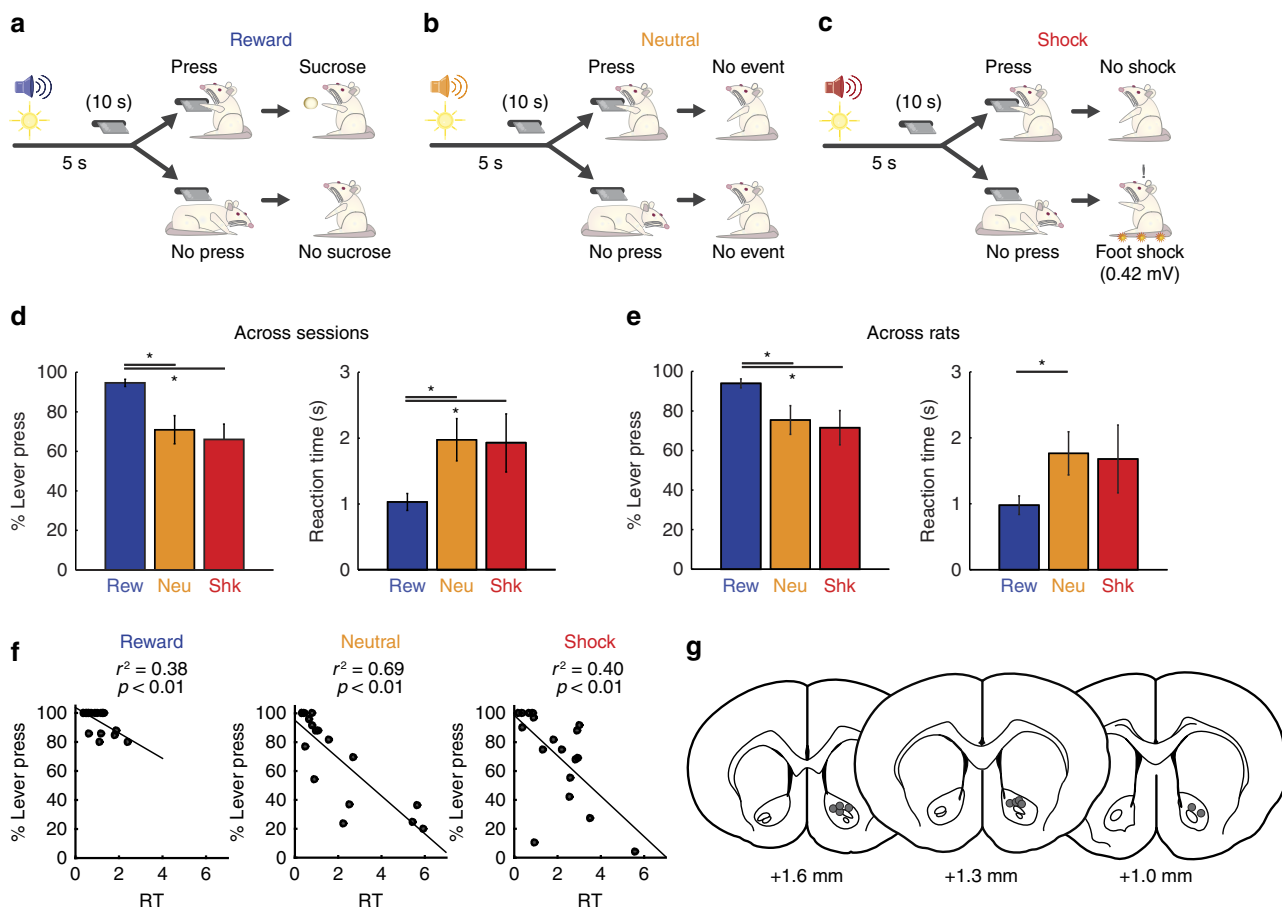 a
Reward
Press
Sucrose
(10 s)
5 s
No press
No sucrose
b
Neutral
Press
No event
(10 s)
5 s
No press
No event
c
Shock
Press
No shock
(10 s)
5 s
!
No press
Foot shock
(0.42 mV)
d
Across sessions
% Lever press
100
80
60
40
20
0
*
*
Rew Neu Shk
Reaction time (s)
3
2
1
0
*
*
Rew Neu Shk
e
Across rats
% Lever press
100
80
60
40
20
0
*
*
Rew Neu Shk
Reaction time (s)
3
2
1
0
*
Rew Neu Shk
f
Reward
r² = 0.38
p < 0.01
% Lever press
100
80
60
40
20
0
0 2 4 6
RT
Neutral
r² = 0.69
p < 0.01
% Lever press
100
80
60
40
20
0
0 2 4 6
RT
Shock
r² = 0.40
p < 0.01
% Lever press
100
80
60
40
20
0
0 2 4 6
RT
g
+1.6 mm
+1.3 mm
+1.0 mm